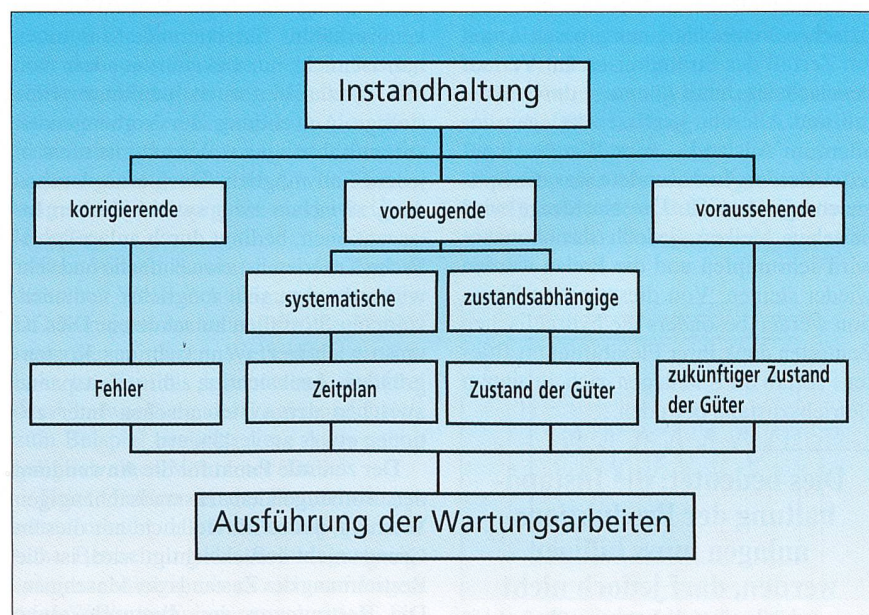 Instandhaltung
korrigierende
vorbeugende
voraussehende
systematische
zustandsabhängige
Fehler
Zeitplan
Zustand der Güter
zukünftiger Zustand
der Güter
Ausführung der Wartungsarbeiten